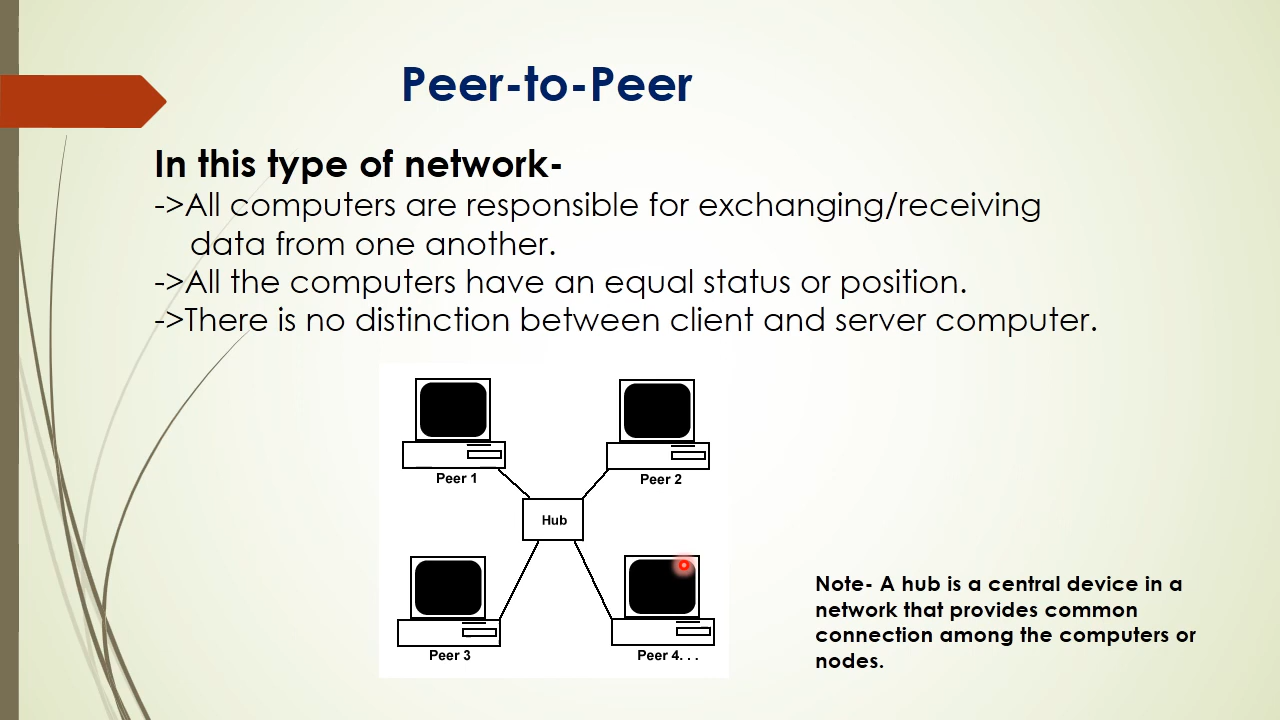 Peer-to-Peer
In this type of network-
->All computers are responsible for exchanging/receiving
data from one another.
->All the computers have an equal status or position.
->There is no distinction between client and server computer.
Peer 1
Peer 2
Hub
Peer 3
Peer 4. . .
Note- A hub is a central device in a
network that provides common
connection among the computers or
nodes.